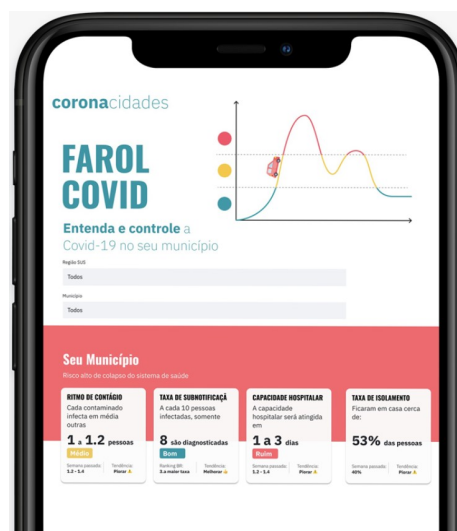 coronacidades
FAROL
COVID
Entenda e controle a
Covid-19 no seu município
Região SUS
Todos
Município
Todos
Seu Município
Risco alto de colapso do sistema de saúde
RITMO DE CONTÁGIO
Cada contaminado
infecta em média
outras
1 a 1.2 pessoas
Médio
Semana passada:
1.2 - 1.4
Tendência:
Piorar
TAXA DE SUBNOTIFICAÇÃ
A cada 10 pessoas
infectadas, somente
8 são diagnosticadas
Bom
Ranking BR:
3.a maior taxa
Tendência:
Melhorar
CAPACIDADE HOSPITALAR
A capacidade
hospitalar será atingida
em
1 a 3 dias
Ruim
Semana passada:
1.2 - 1.4
Tendência:
Piorar
TAXA DE ISOLAMENTO
Ficaram em casa cerca
de:
53% das pessoas
Semana passada:
40%
Tendência:
Piorar